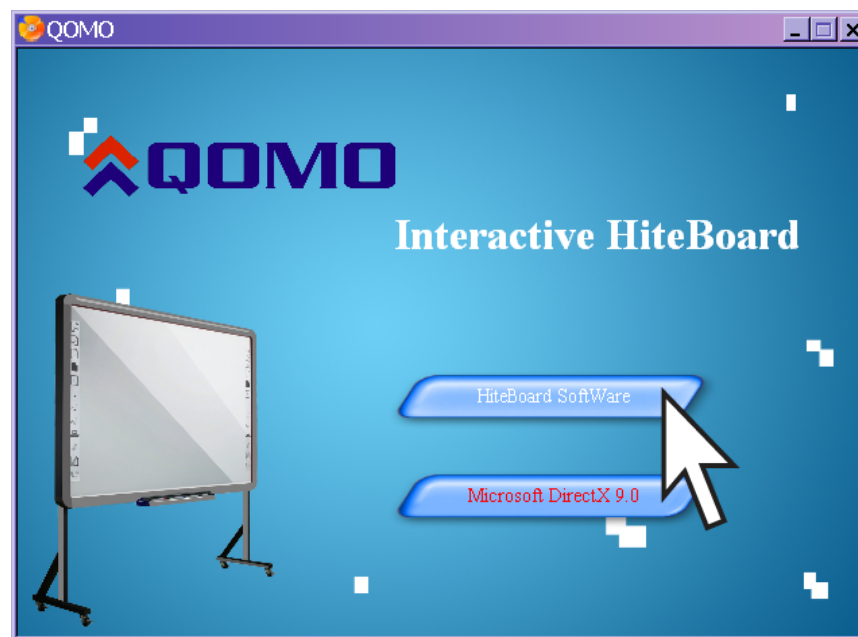 QOMO
QOMO
Interactive HiteBoard
HiteBoard SoftWare
Microsoft DirectX 9.0